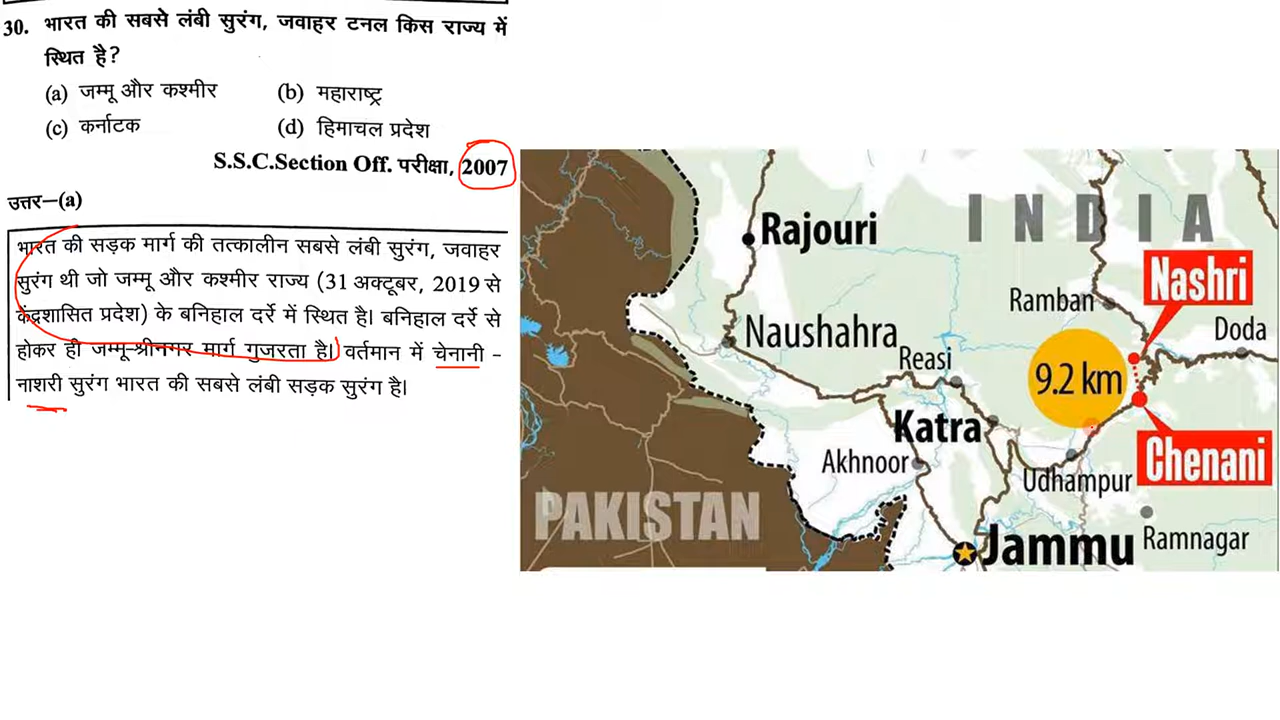 30. भारत की सबसे लंबी सुरंग, जवाहर टनल किस राज्य में
स्थित है?
(a) जम्मू और कश्मीर (b) महाराष्ट्र
(c) कर्नाटक (d) हिमाचल प्रदेश
S.S.C.Section Off. परीक्षा, 2007
उत्तर–(a)
भारत की सड़क मार्ग की तत्कालीन सबसे लंबी सुरंग, जवाहर
सुरंग थी जो जम्मू और कश्मीर राज्य (31 अक्टूबर, 2019 से
केंद्रशासित प्रदेश) के बनिहाल दर्रे में स्थित है। बनिहाल दर्रे से
होकर ही जम्मू-श्रीनगर मार्ग गुजरता है। वर्तमान में चेनानी -
नाशरी सुरंग भारत की सबसे लंबी सड़क सुरंग है।
INDIA
Rajouri
Nashri
Ramban
Naushahra
Doda
Reasi
9.2 km
Katra
Akhnoor
Chenani
Udhampur
PAKISTAN
Jammu
Ramnagar